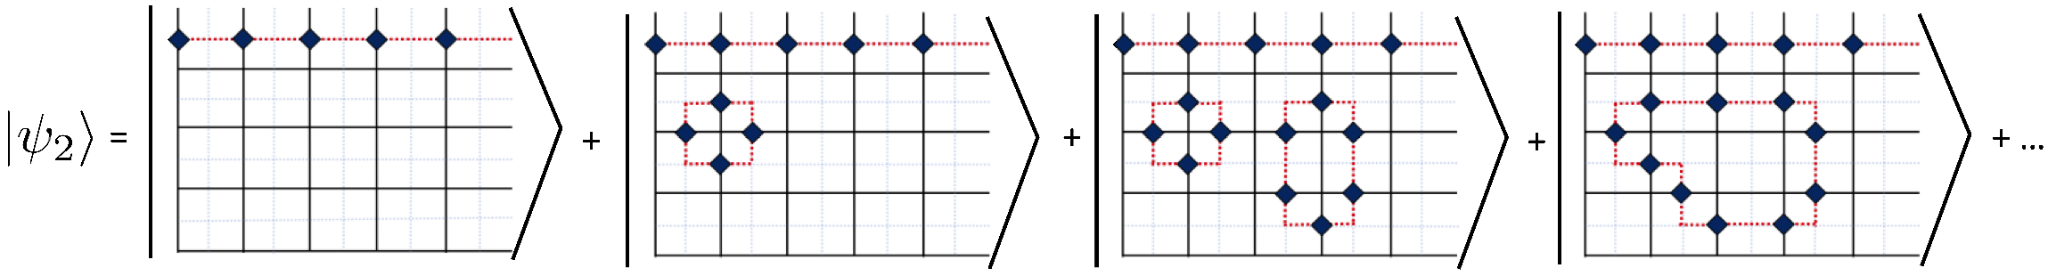 |ψ₂⟩ = + + + + ...